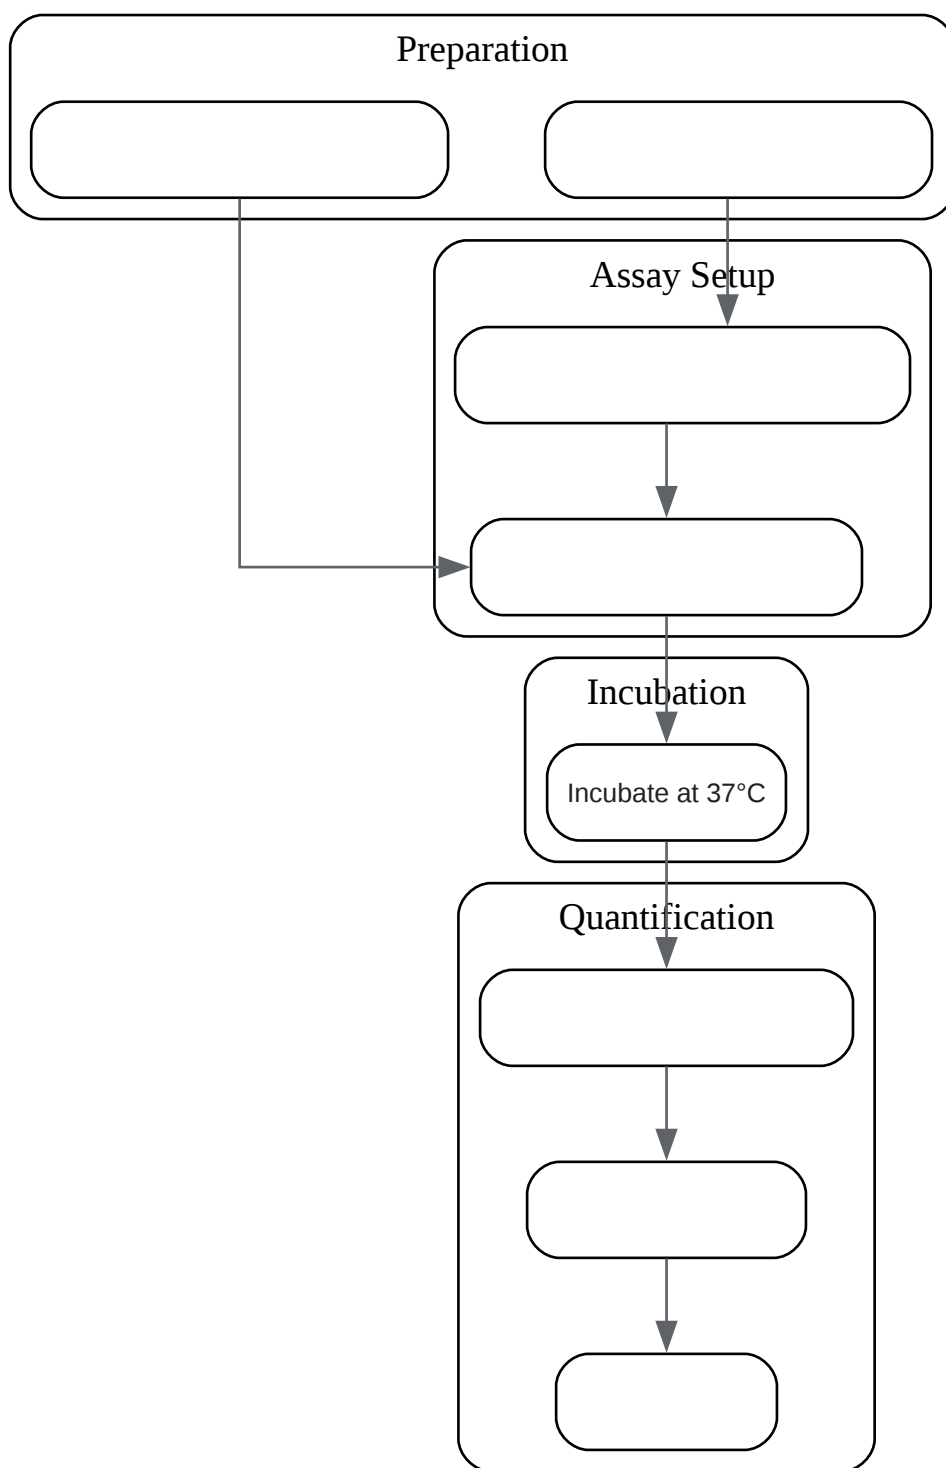 Preparation
Assay Setup
Incubation
Incubate at 37°C
Quantification